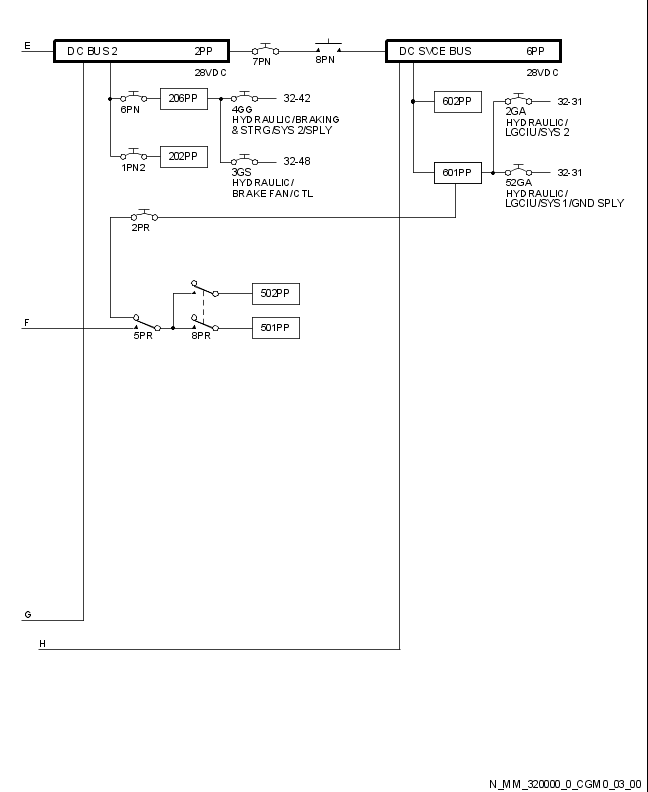 E
DC BUS 2 2PP
28VDC
7PN
8PN
DC SVCE BUS 6PP
28VDC
6PN
206PP
4GG
32-42
HYDRAULIC/BRAKING
& STRG/SYS 2/SPLY
1PN2
202PP
3GS
32-48
HYDRAULIC/
BRAKE FAN/CTL
602PP
2GA
32-31
HYDRAULIC/
LGCIU/SYS 2
601PP
52GA
32-31
HYDRAULIC/
LGCIU/SYS 1/GND SPLY
2PR
502PP
F
5PR
8PR
501PP
G
H
N_MM_320000_0_CGM0_03_00